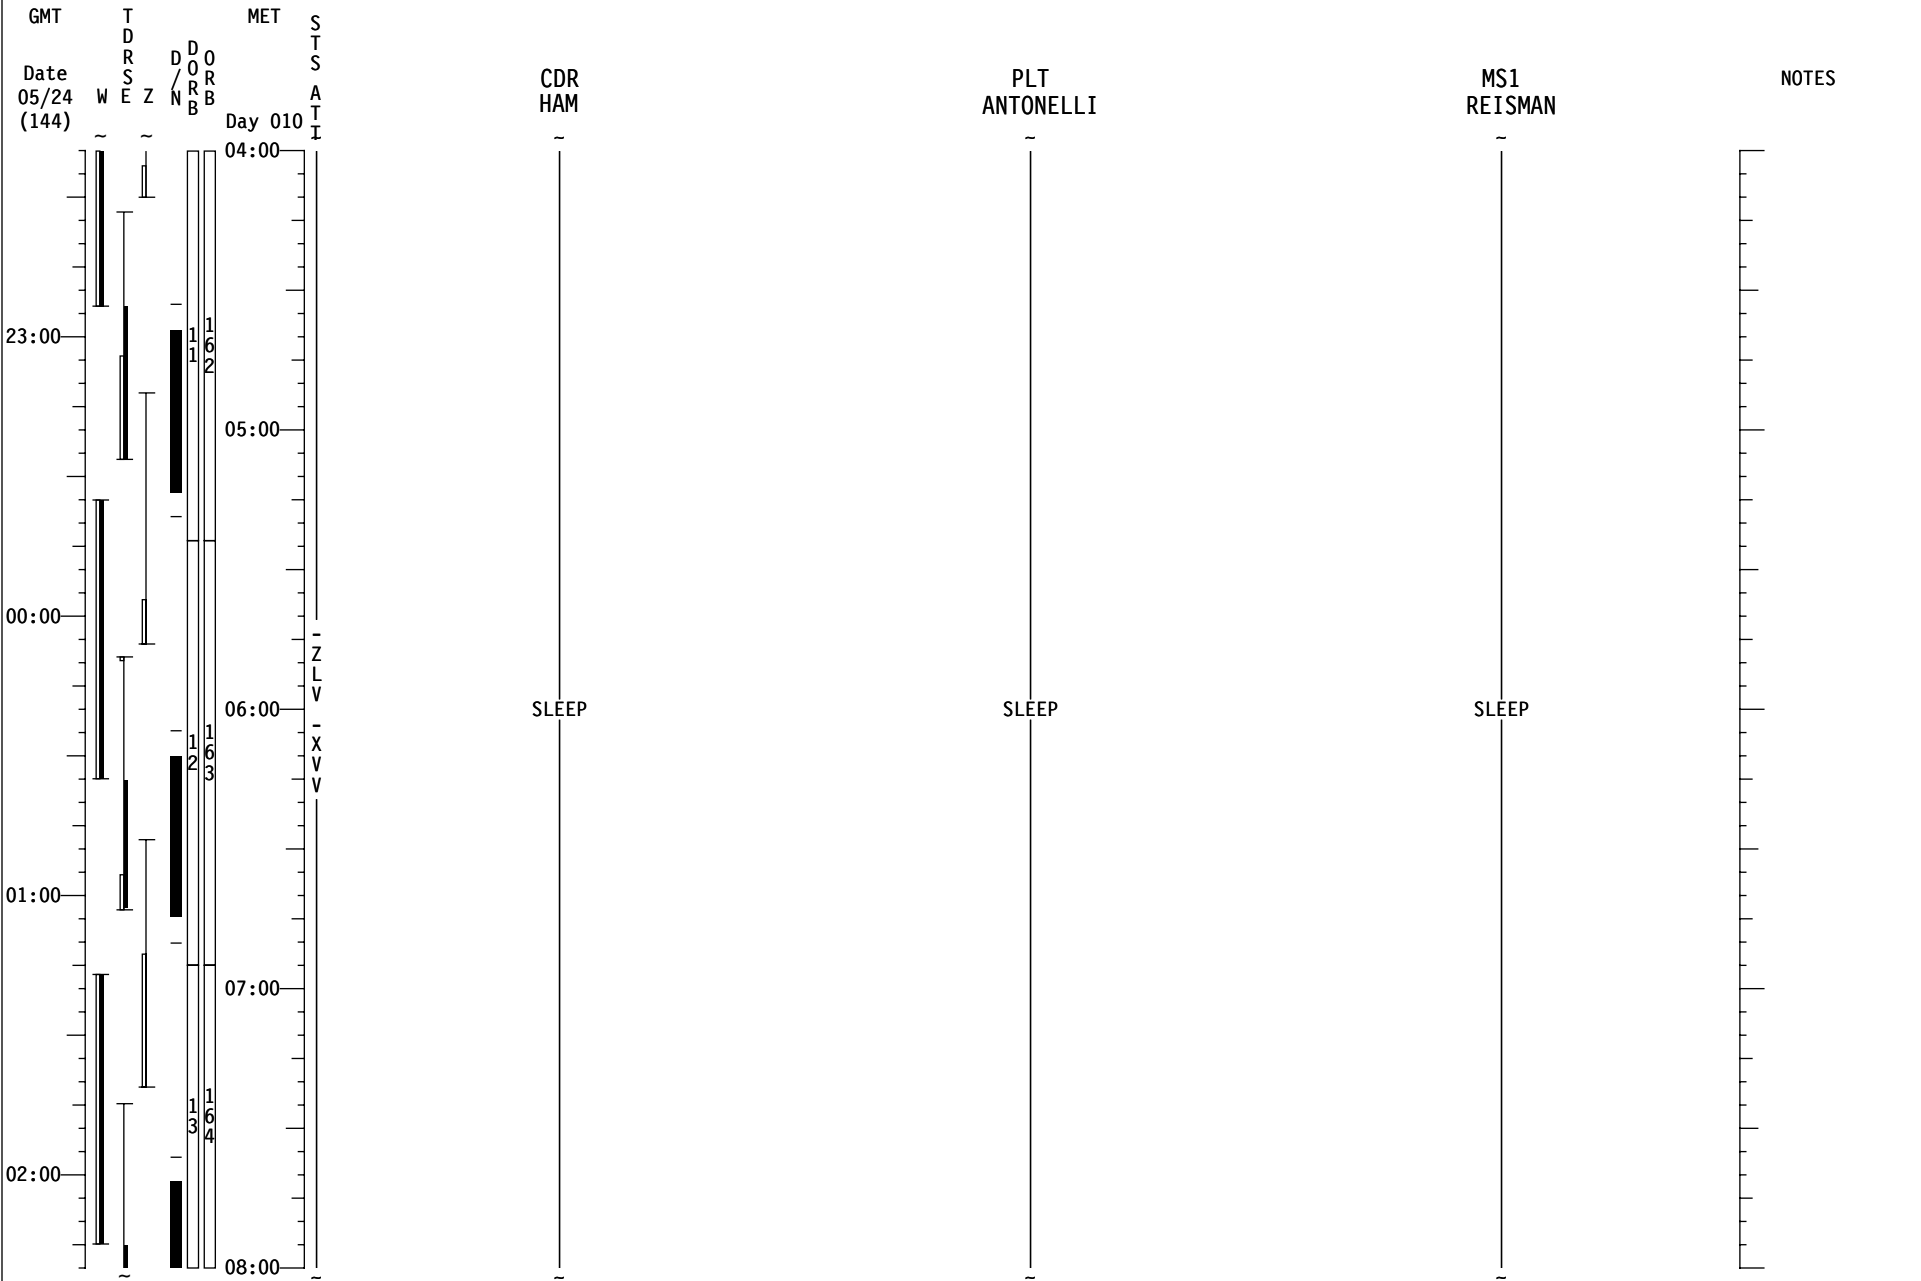 GMT
TDRS
MET
STS ATT
Date
05/24
(144)
W E Z
D/N
DORB
ORB
Day 010
CDR
HAM
PLT
ANTONELLI
MS1
REISMAN
NOTES
~ ~ ~ ~ ~
04:00
23:00
11
162
05:00
00:00
-ZLV -XVV
06:00
SLEEP SLEEP SLEEP
12
163
01:00
07:00
13
164
02:00
08:00
~ ~ ~ ~ ~